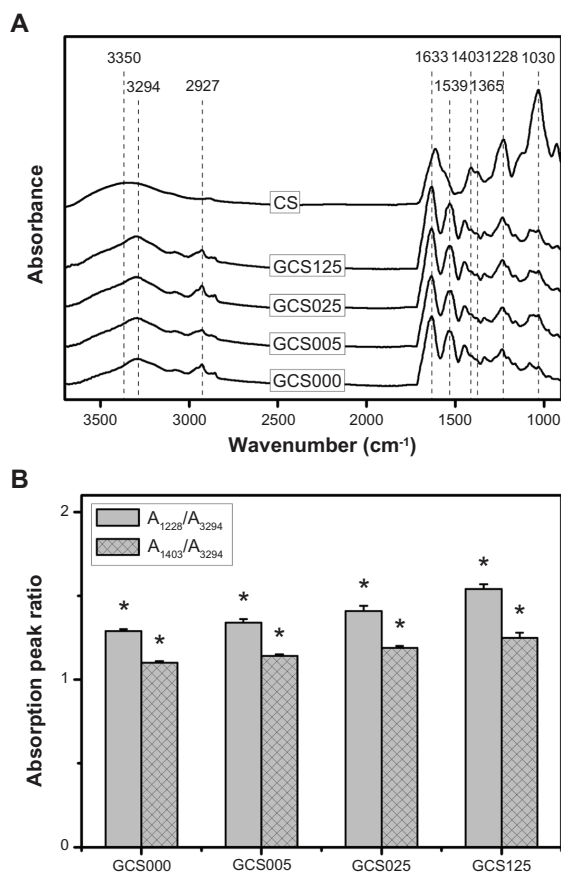 A
3350
3294
2927
1633
1539
1403
1365
1228
1030
Absorbance
CS
GCS125
GCS025
GCS005
GCS000
3500 3000 2500 2000 1500 1000
Wavenumber (cm⁻¹)
B
A₁₂₂₈/A₃₂₉₄
A₁₄₀₃/A₃₂₉₄
Absorption peak ratio
2
1
0
* * * * * * * *
GCS000 GCS005 GCS025 GCS125